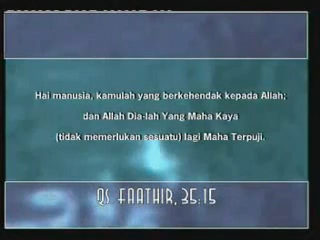 Hai manusia, kamulah yang berkehendak kepada Allah;
dan Allah Dia-lah Yang Maha Kaya
(tidak memerlukan sesuatu) lagi Maha Terpuji.
QS. FAATHIR, 35:15